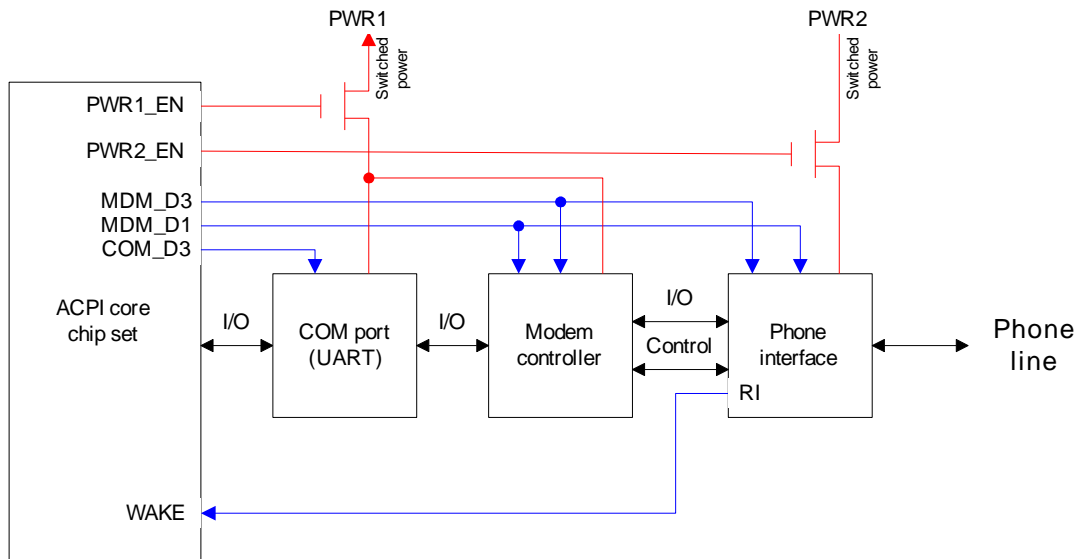 PWR1
PWR2
Switched
power
Switched
power
PWR1_EN
PWR2_EN
MDM_D3
MDM_D1
COM_D3
ACPI core
chip set
I/O
COM port
(UART)
I/O
Modem
controller
I/O
Control
Phone
interface
RI
Phone
line
WAKE